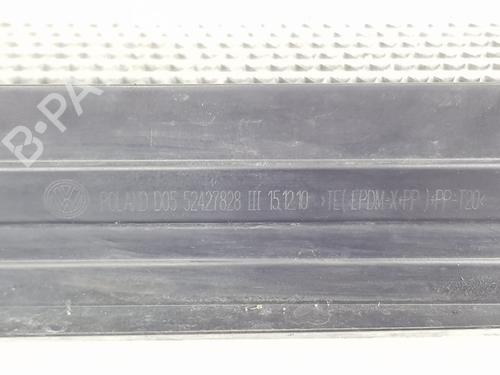 B-PA
POLAND D05 52427828 III 15.12.10 >TE(EPDM-X+PP)+PP-T20<